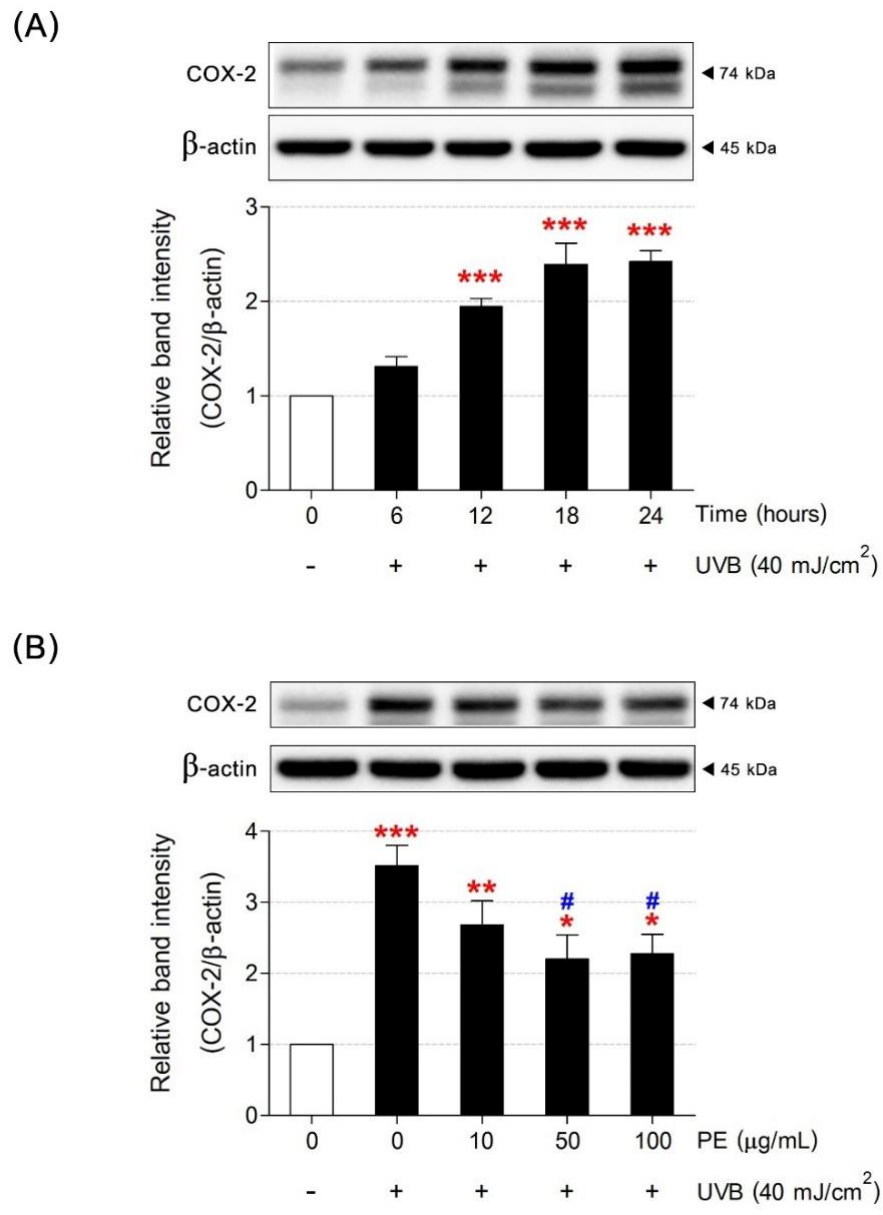 (A)
COX-2 ◄ 74 kDa
β-actin ◄ 45 kDa
Relative band intensity
(COX-2/β-actin)
3
2
1
0
***
***
***
0 6 12 18 24 Time (hours)
- + + + + UVB (40 mJ/cm²)
(B)
COX-2 ◄ 74 kDa
β-actin ◄ 45 kDa
Relative band intensity
(COX-2/β-actin)
4
3
2
1
0
***
**
# #
* *
0 0 10 50 100 PE (μg/mL)
- + + + + UVB (40 mJ/cm²)